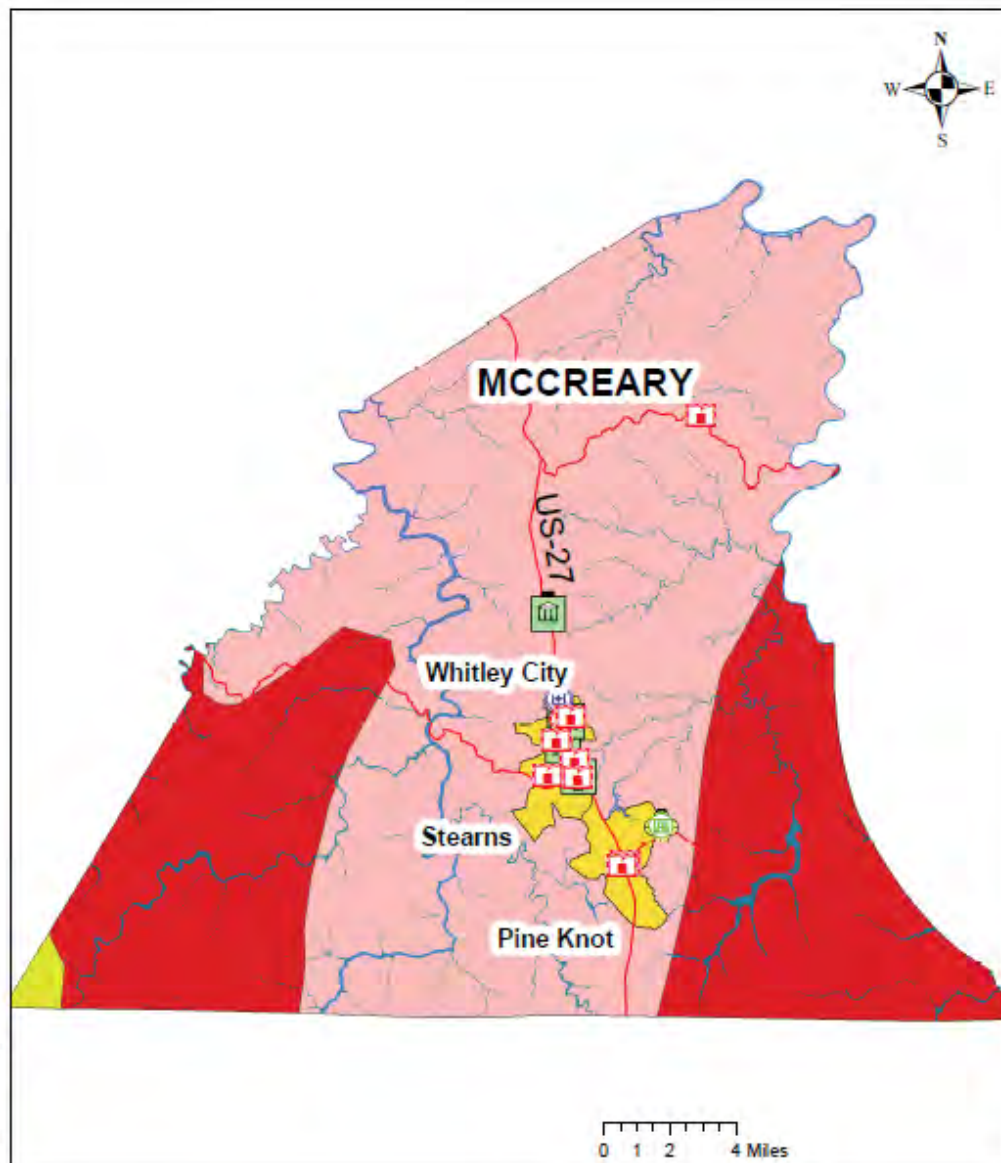 N
W E
S
MCCREARY
US-27
Whitley City
Stearns
Pine Knot
0 1 2 4 Miles